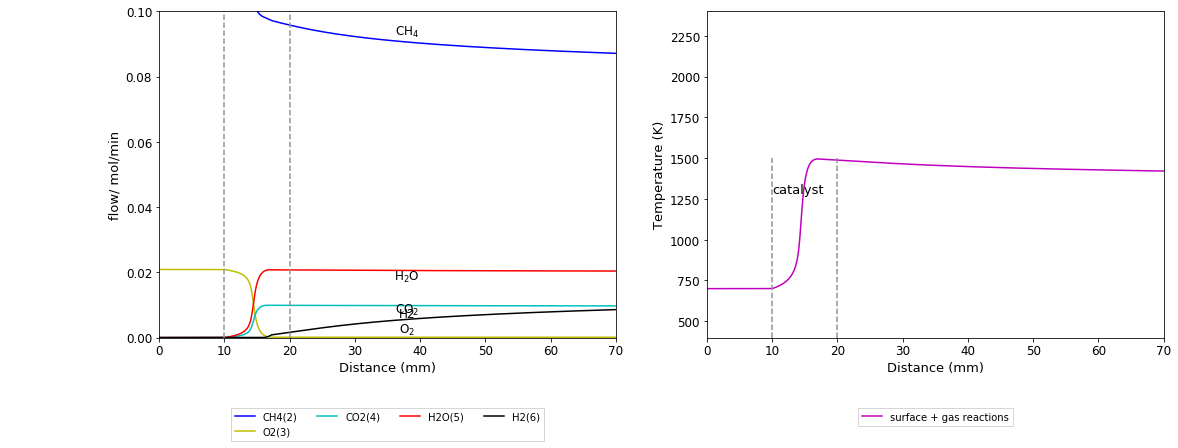 0.10
0.08
0.06
0.04
0.02
0.00
flow/ mol/min
CH₄
H₂O
CO₂
H2
O₂
0 10 20 30 40 50 60 70
Distance (mm)
CH4(2) CO2(4) H2O(5) H2(6)
O2(3)
2250
2000
1750
1500
1250
1000
750
500
Temperature (K)
catalyst
0 10 20 30 40 50 60 70
Distance (mm)
surface + gas reactions